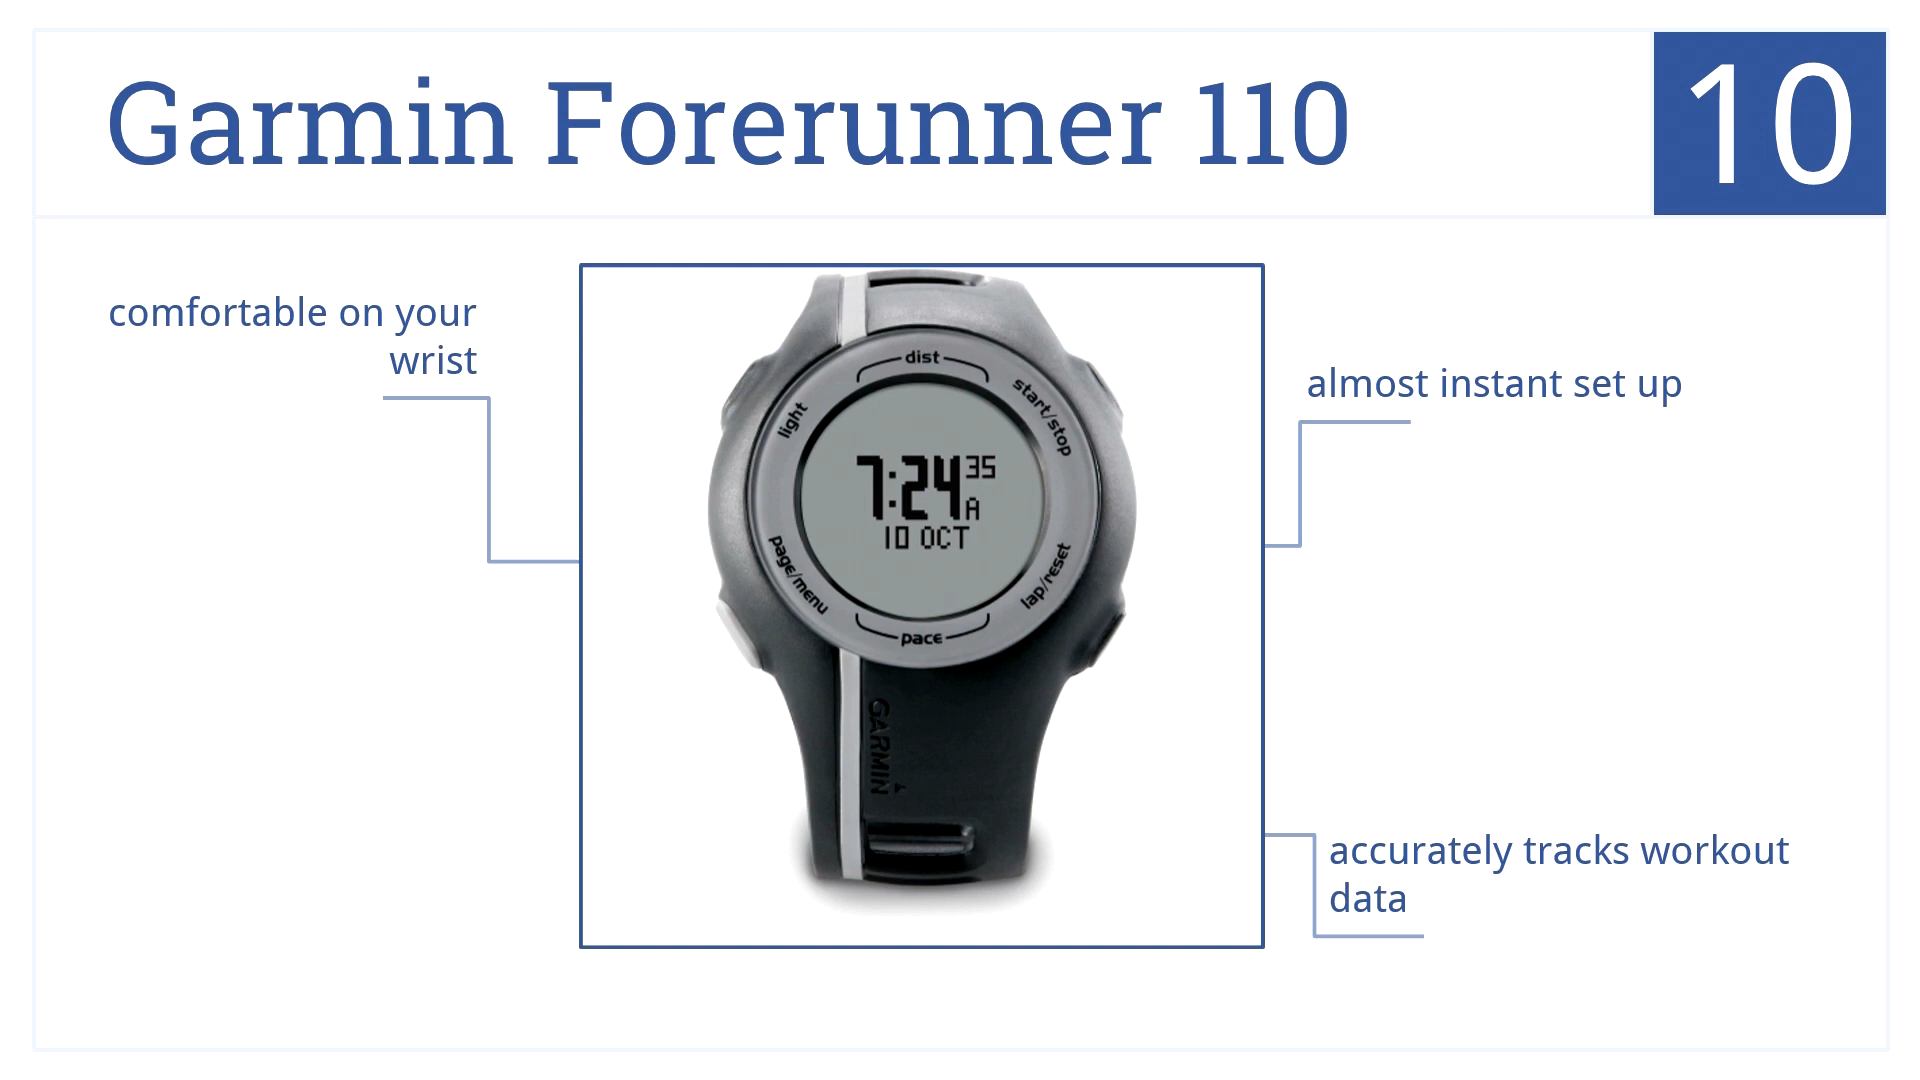 Garmin Forerunner 110
10
comfortable on your
wrist
almost instant set up
dist
light
start/stop
7:24 35
A
10 OCT
page/menu
lap/reset
pace
GARMIN
accurately tracks workout
data